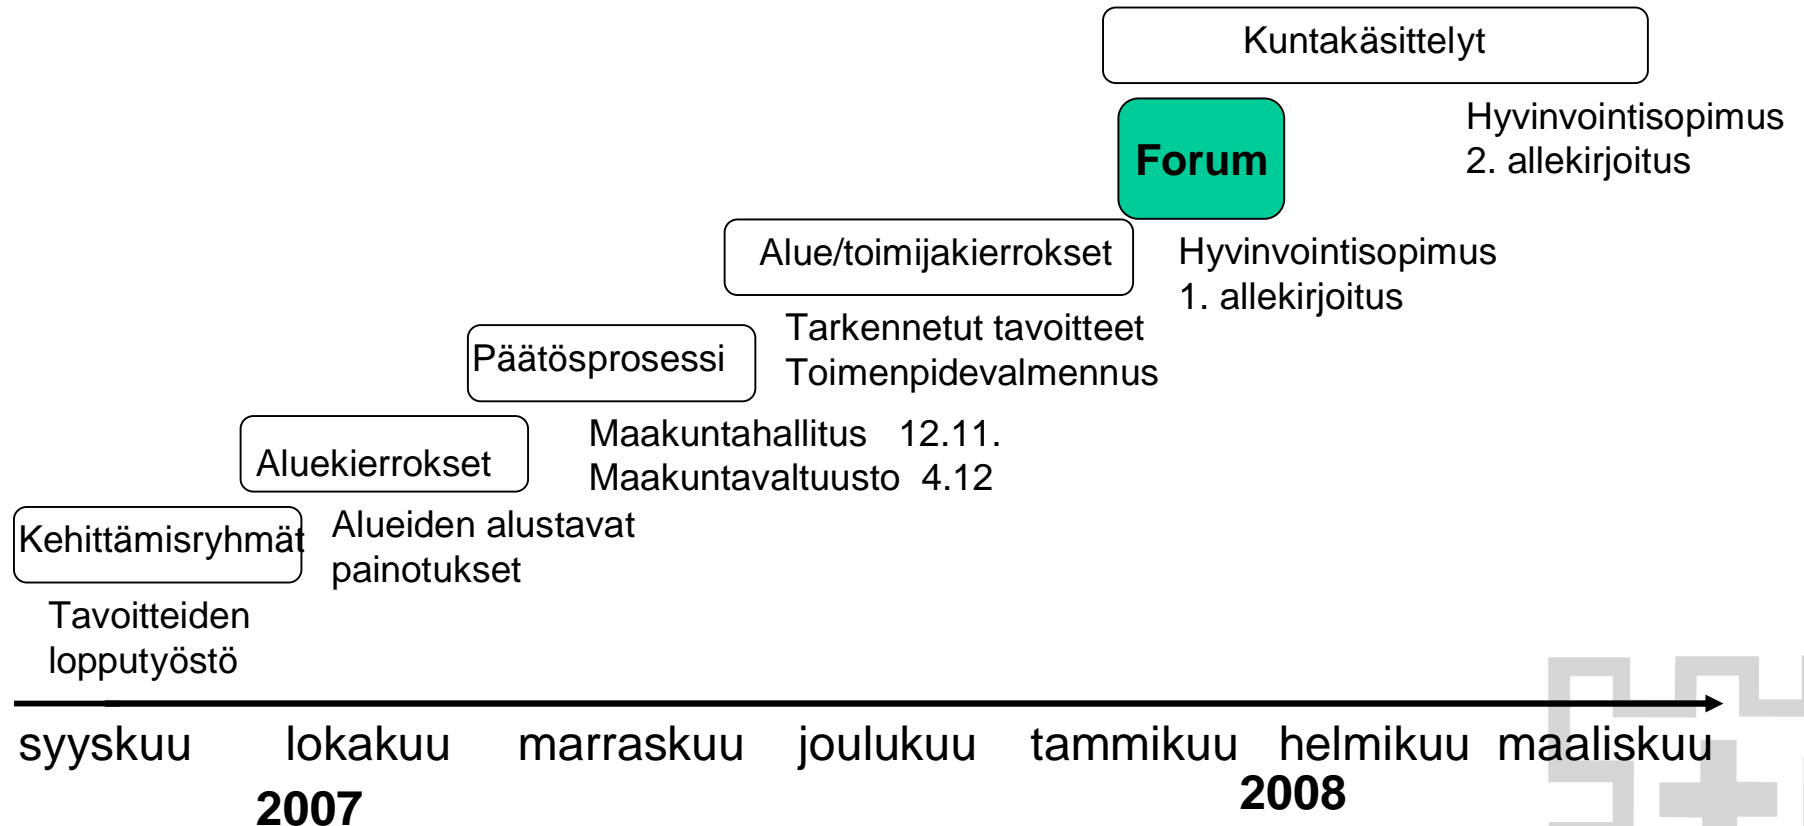 Kuntakäsittelyt
Hyvinvointisopimus
2. allekirjoitus
Forum
Alue/toimijakierrokset
Hyvinvointisopimus
1. allekirjoitus
Päätösprosessi
Tarkennetut tavoitteet
Toimenpidevalmennus
Aluekierrokset
Maakuntahallitus 12.11.
Maakuntavaltuusto 4.12
Kehittämisryhmät
Alueiden alustavat
painotukset
Tavoitteiden
lopputyöstö
syyskuu lokakuu marraskuu joulukuu tammikuu helmikuu maaliskuu
2007 2008